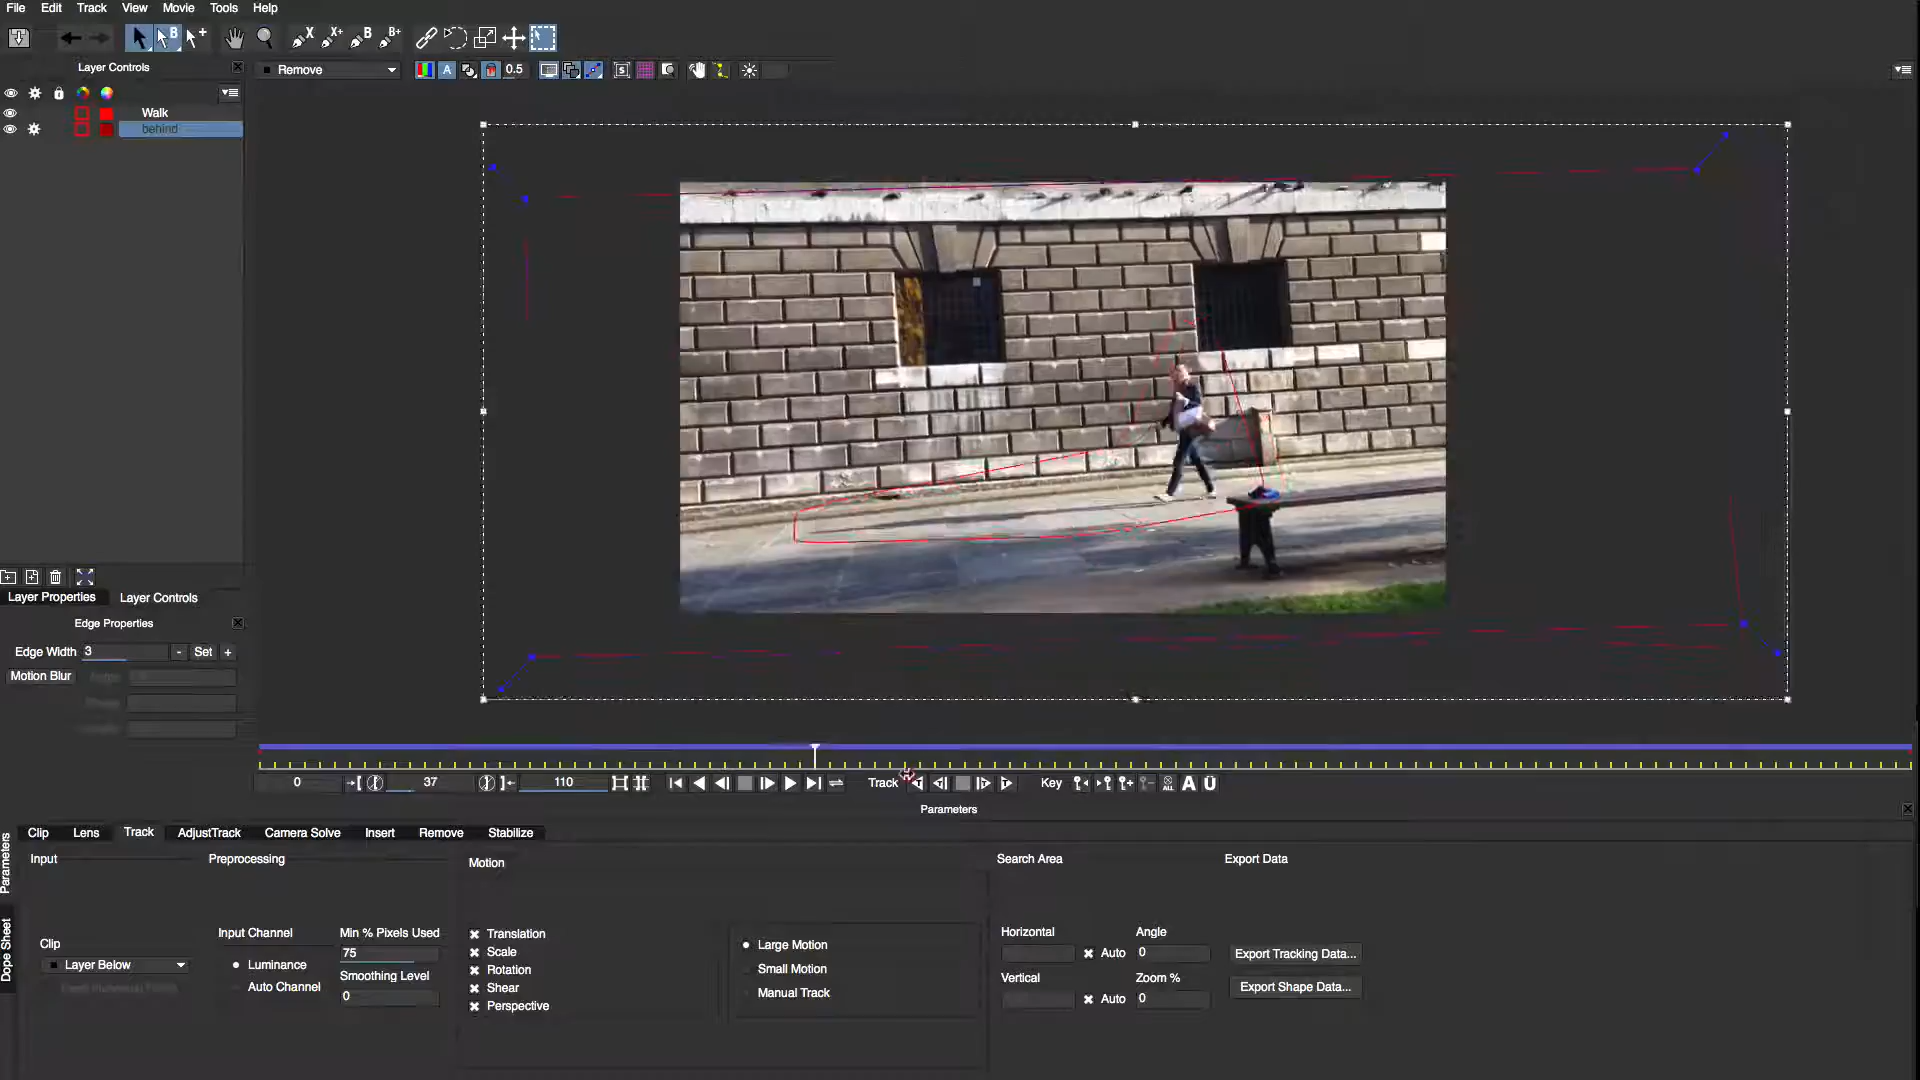 File Edit Track View Movie Tools Help
Layer Controls
Remove
0.5
Walk
behind
Layer Properties Layer Controls
Edge Properties
Edge Width 3 - Set +
Motion Blur
0 37 110 Track Key ALL A Ü
Parameters
Clip Lens Track AdjustTrack Camera Solve Insert Remove Stabilize
Parameters
Dope Sheet
Input Preprocessing Motion Search Area Export Data
Input Channel Min % Pixels Used
75
Clip
Layer Below
Luminance
Auto Channel
Smoothing Level
0
Translation
Scale
Rotation
Shear
Perspective
Large Motion
Small Motion
Manual Track
Horizontal Angle
Auto 0
Vertical Zoom %
Auto 0
Export Tracking Data...
Export Shape Data...